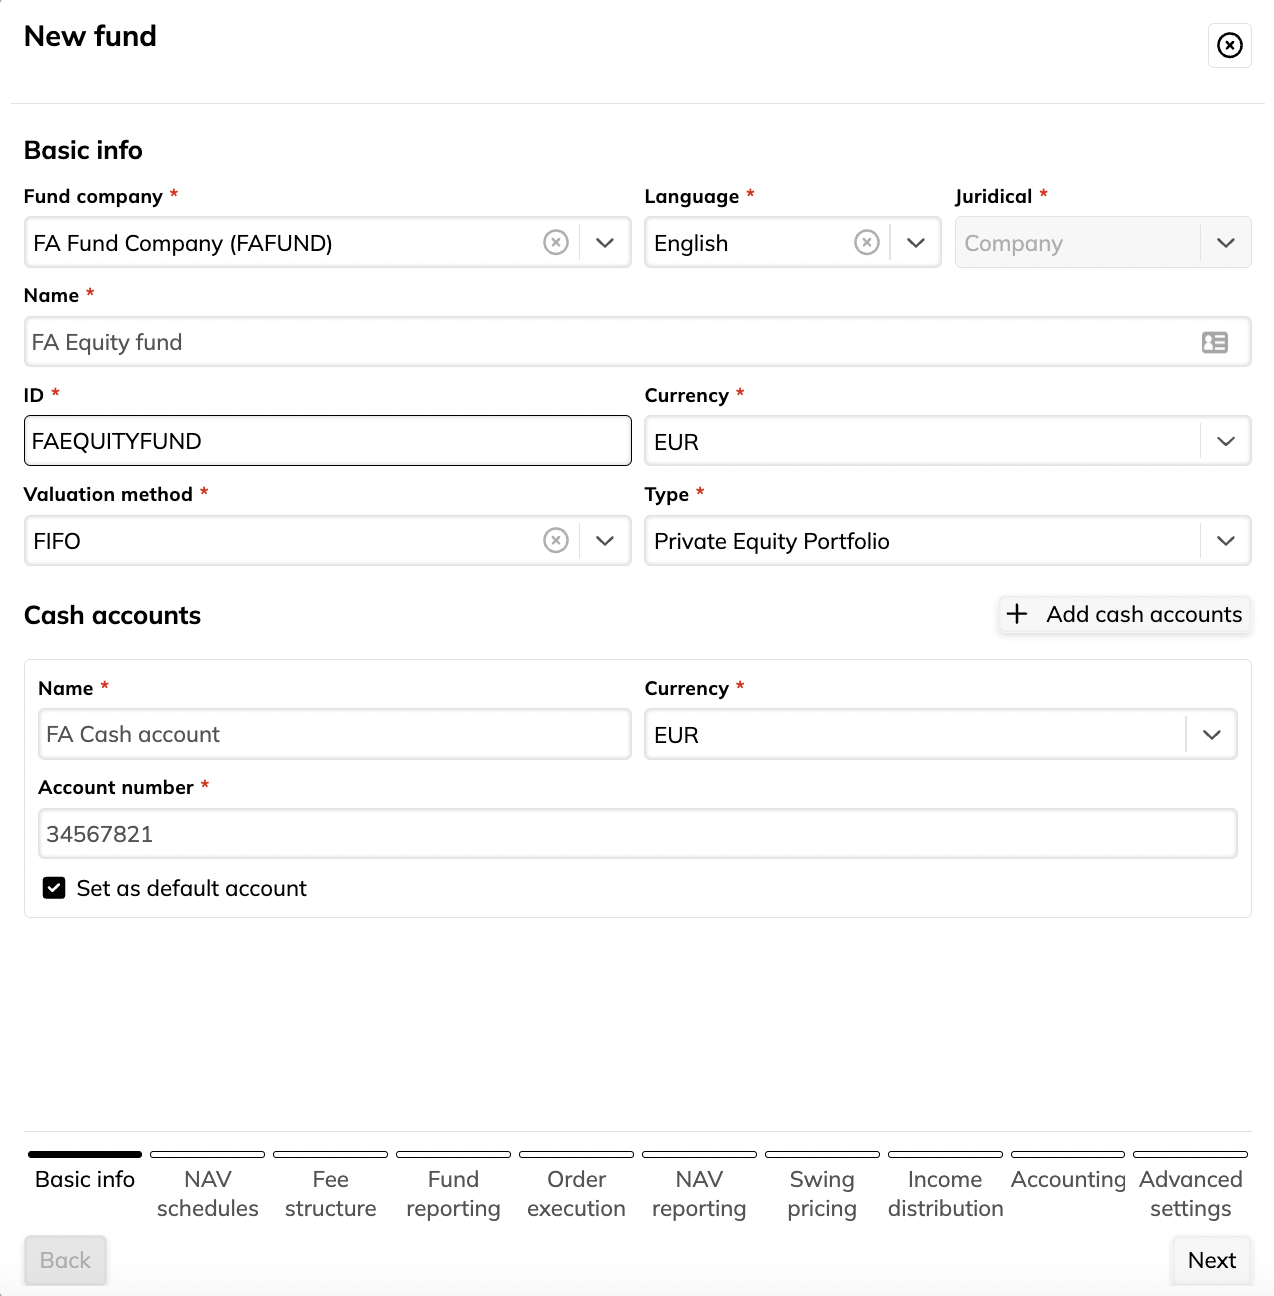 New fund
Basic info
Fund company *
Language *
Juridical *
FA Fund Company (FAFUND)
English
Company
Name *
FA Equity fund
ID *
Currency *
FAEQUITYFUND
EUR
Valuation method *
Type *
FIFO
Private Equity Portfolio
Cash accounts
+ Add cash accounts
Name *
Currency *
FA Cash account
EUR
Account number *
34567821
Set as default account
Basic info
NAV
schedules
Fee
structure
Fund
reporting
Order
execution
NAV
reporting
Swing
pricing
Income
distribution
Accounting
Advanced
settings
Back
Next